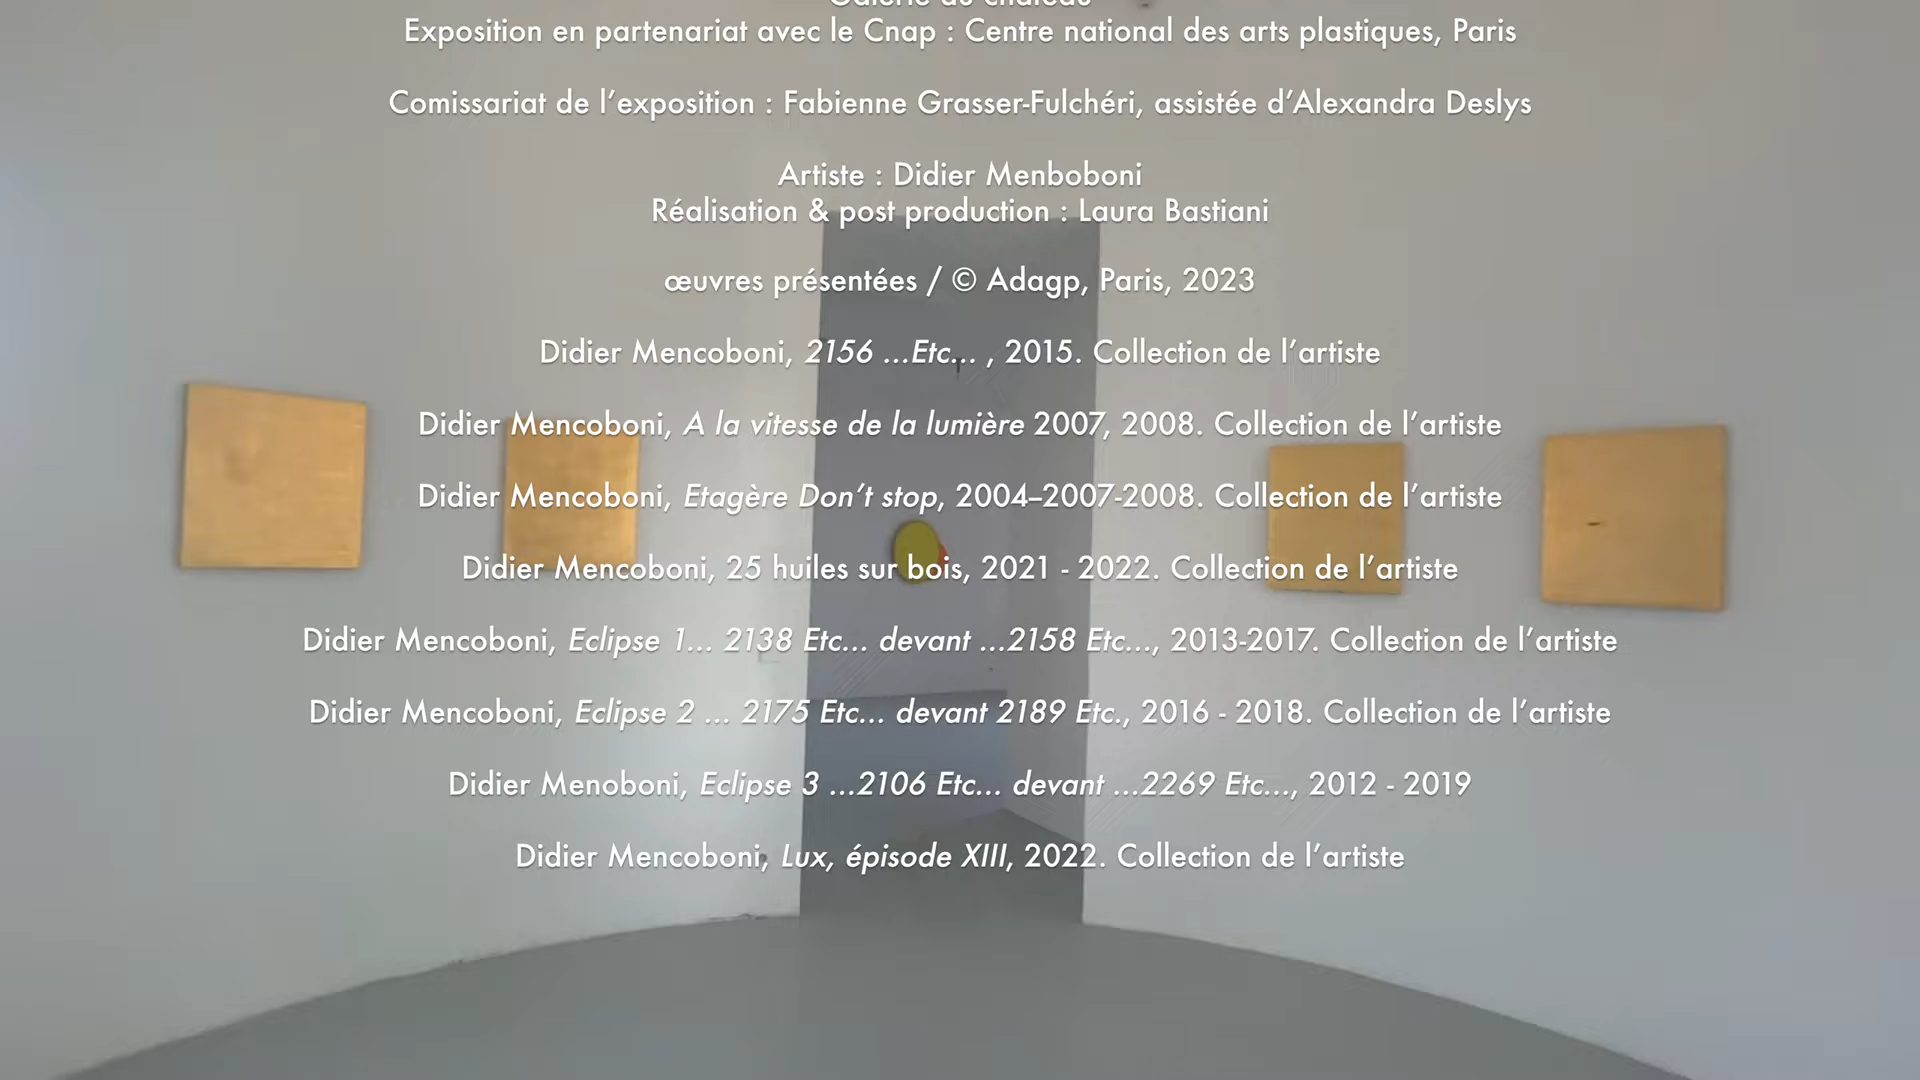 Galerie du château
Exposition en partenariat avec le Cnap : Centre national des arts plastiques, Paris
Comissariat de l’exposition : Fabienne Grasser-Fulchéri, assistée d’Alexandra Deslys
Artiste : Didier Menboboni
Réalisation & post production : Laura Bastiani
œuvres présentées / © Adagp, Paris, 2023
Didier Mencoboni, 2156 ...Etc... , 2015. Collection de l’artiste
Didier Mencoboni, A la vitesse de la lumière 2007, 2008. Collection de l’artiste
Didier Mencoboni, Etagère Don’t stop, 2004–2007-2008. Collection de l’artiste
Didier Mencoboni, 25 huiles sur bois, 2021 - 2022. Collection de l’artiste
Didier Mencoboni, Eclipse 1... 2138 Etc... devant ...2158 Etc..., 2013-2017. Collection de l’artiste
Didier Mencoboni, Eclipse 2 ... 2175 Etc... devant 2189 Etc., 2016 - 2018. Collection de l’artiste
Didier Menoboni, Eclipse 3 ...2106 Etc... devant ...2269 Etc..., 2012 - 2019
Didier Mencoboni, Lux, épisode XIII, 2022. Collection de l’artiste